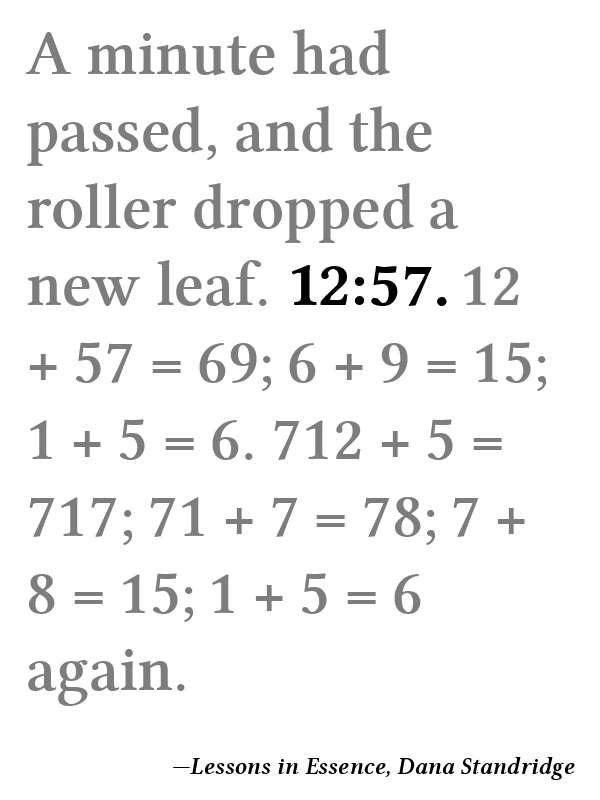 A minute had
passed, and the
roller dropped a
new leaf. 12:57. 12
+ 57 = 69; 6 + 9 = 15;
1 + 5 = 6. 712 + 5 =
717; 71 + 7 = 78; 7 +
8 = 15; 1 + 5 = 6
again.
—Lessons in Essence, Dana Standridge